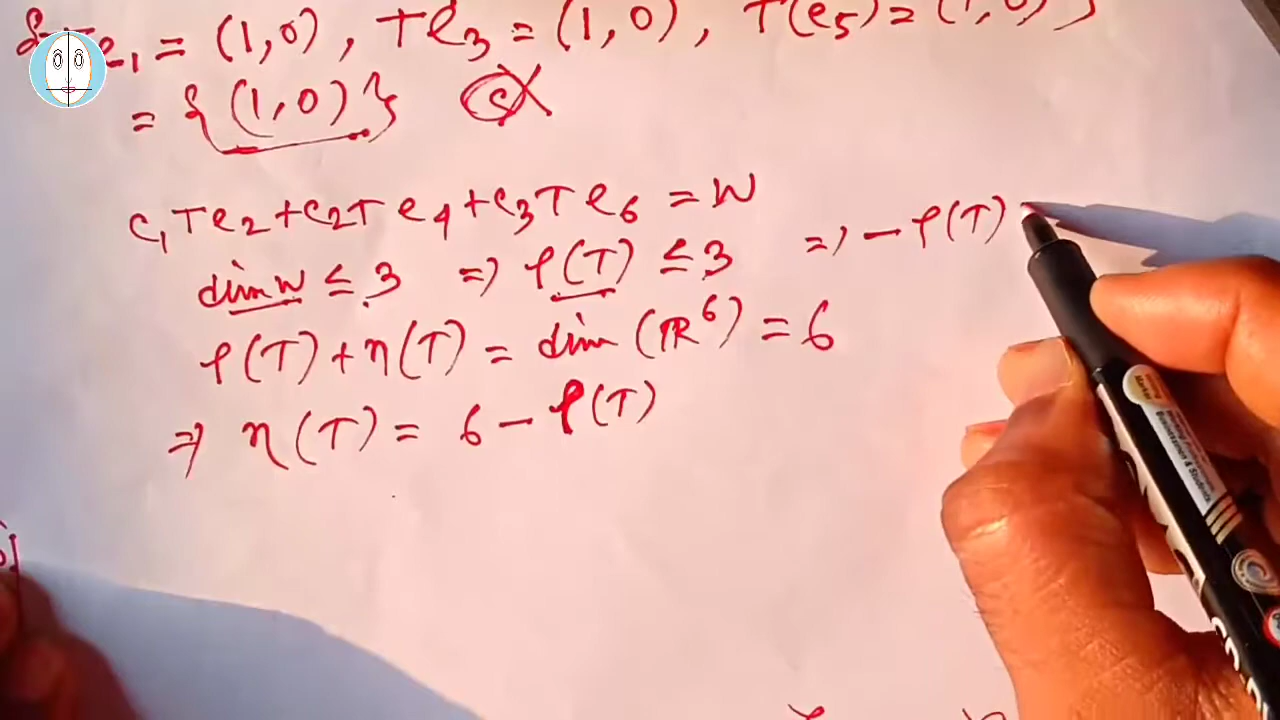 Te₁ = (1,0), Te₃ = (1,0), T(e₅) = (1,0) }
= { (1,0) } (c)
c₁Te₂ + c₂Te₄ + c₃Te₆ = W
dim W ≤ 3 ⇒ ρ(T) ≤ 3 ⇒ -ρ(T)
ρ(T) + η(T) = dim (ℝ⁶) = 6
⇒ η(T) = 6 - ρ(T)